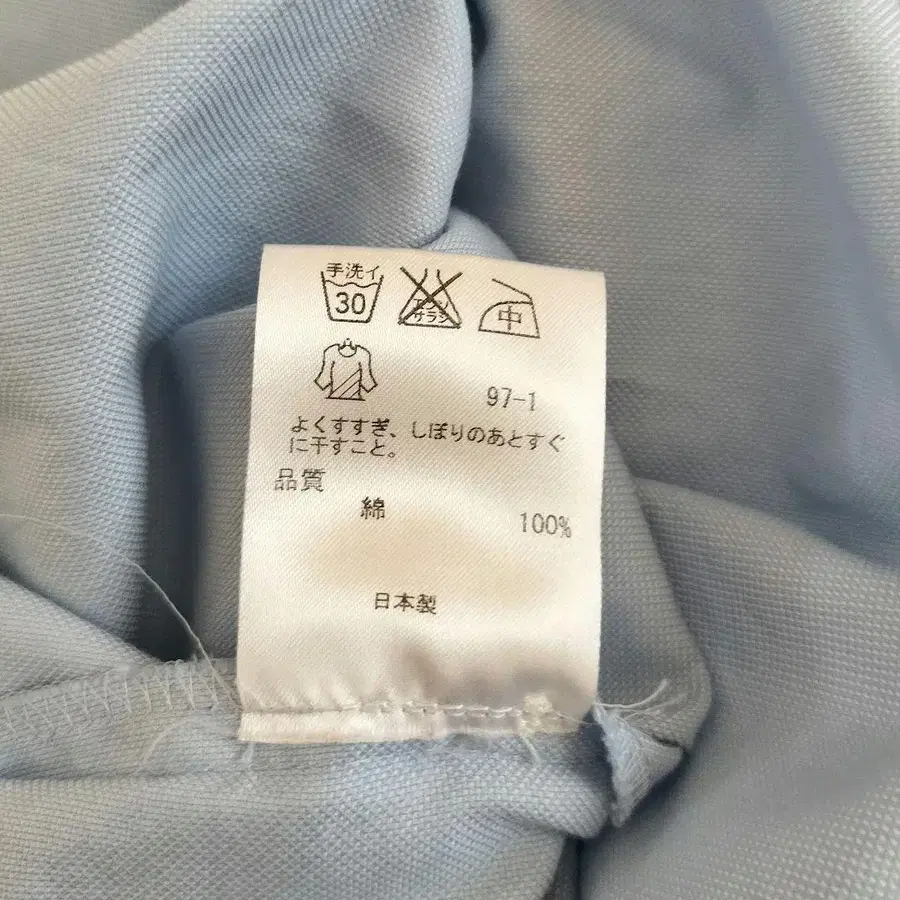 手洗イ
30
エンソ
サラシ
中
97-1
よくすすぎ、しぼりのあとすぐ
に干すこと。
品質
綿 100%
日本製